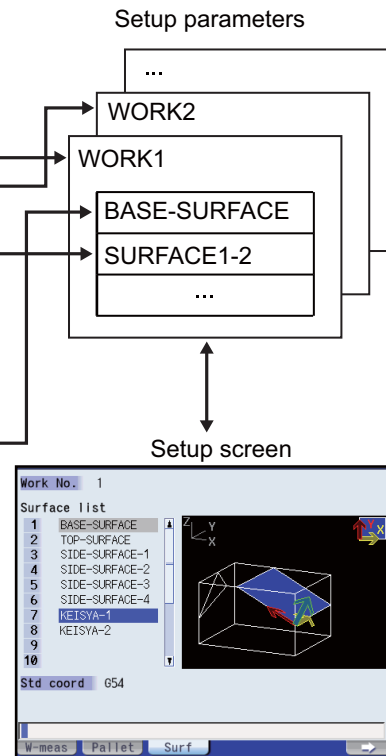 Setup parameters
...
WORK2
WORK1
BASE-SURFACE
SURFACE1-2
...
Setup screen
Work No. 1
Surface list
1 BASE-SURFACE
2 TOP-SURFACE
3 SIDE-SURFACE-1
4 SIDE-SURFACE-2
5 SIDE-SURFACE-3
6 SIDE-SURFACE-4
7 KEISYA-1
8 KEISYA-2
9
10
Z Y
X
Y X
Y
Std coord G54
W-meas Pallet Surf